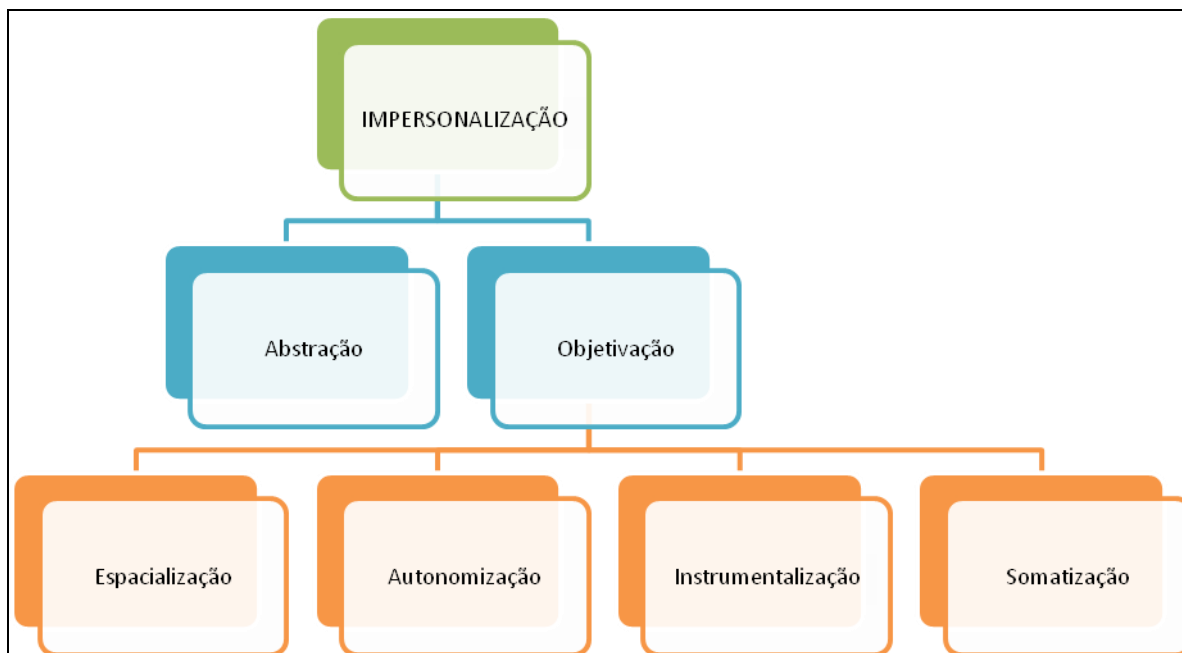 IMPERSONALIZAÇÃO
Abstração
Objetivação
Espacialização
Autonomização
Instrumentalização
Somatização